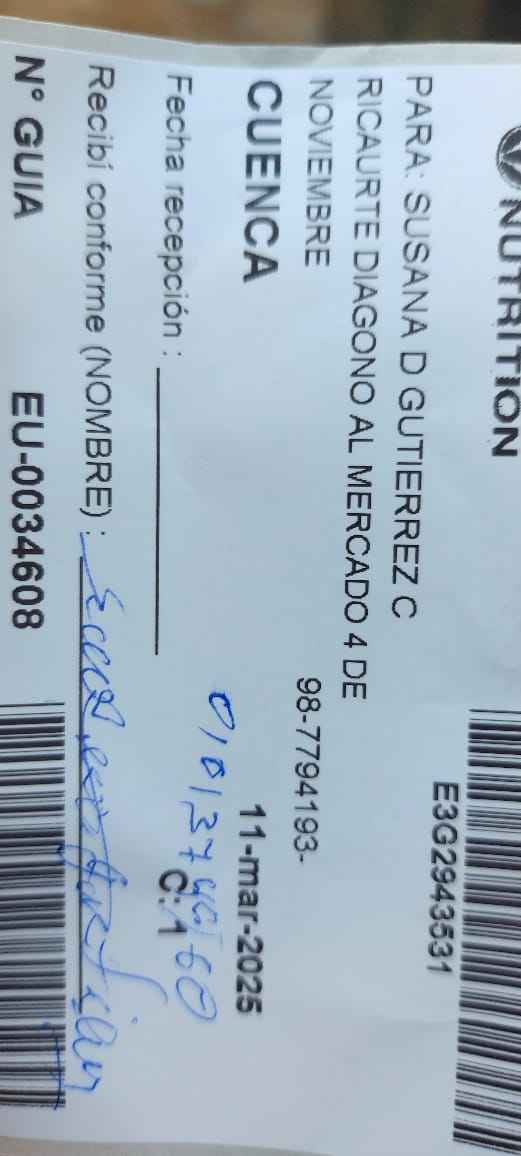 NUTRITION
E3G2943531
PARA: SUSANA D GUTIERREZ C
RICAURTE DIAGONO AL MERCADO 4 DE
NOVIEMBRE
98-7794193-
CUENCA
11-mar-2025
Fecha recepción :
C: 1
Recibí conforme (NOMBRE) :
N° GUIA EU-0034608